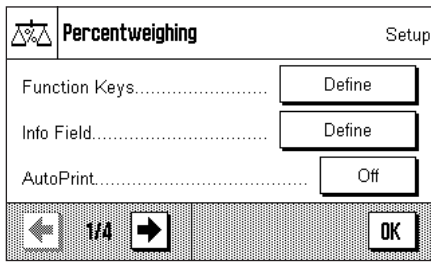 Percentweighing Setup
Function Keys........................ Define
Info Field................................ Define
AutoPrint....................................... Off
1/4 OK